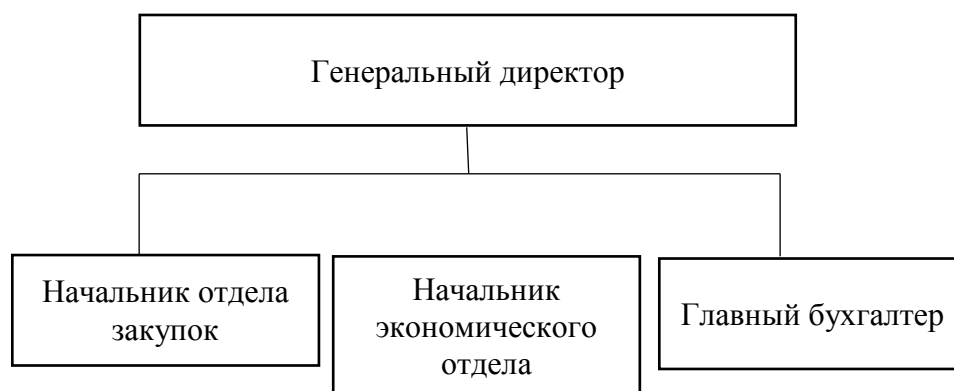 Генеральный директор
Начальник отдела
закупок
Начальник
экономического
отдела
Главный бухгалтер